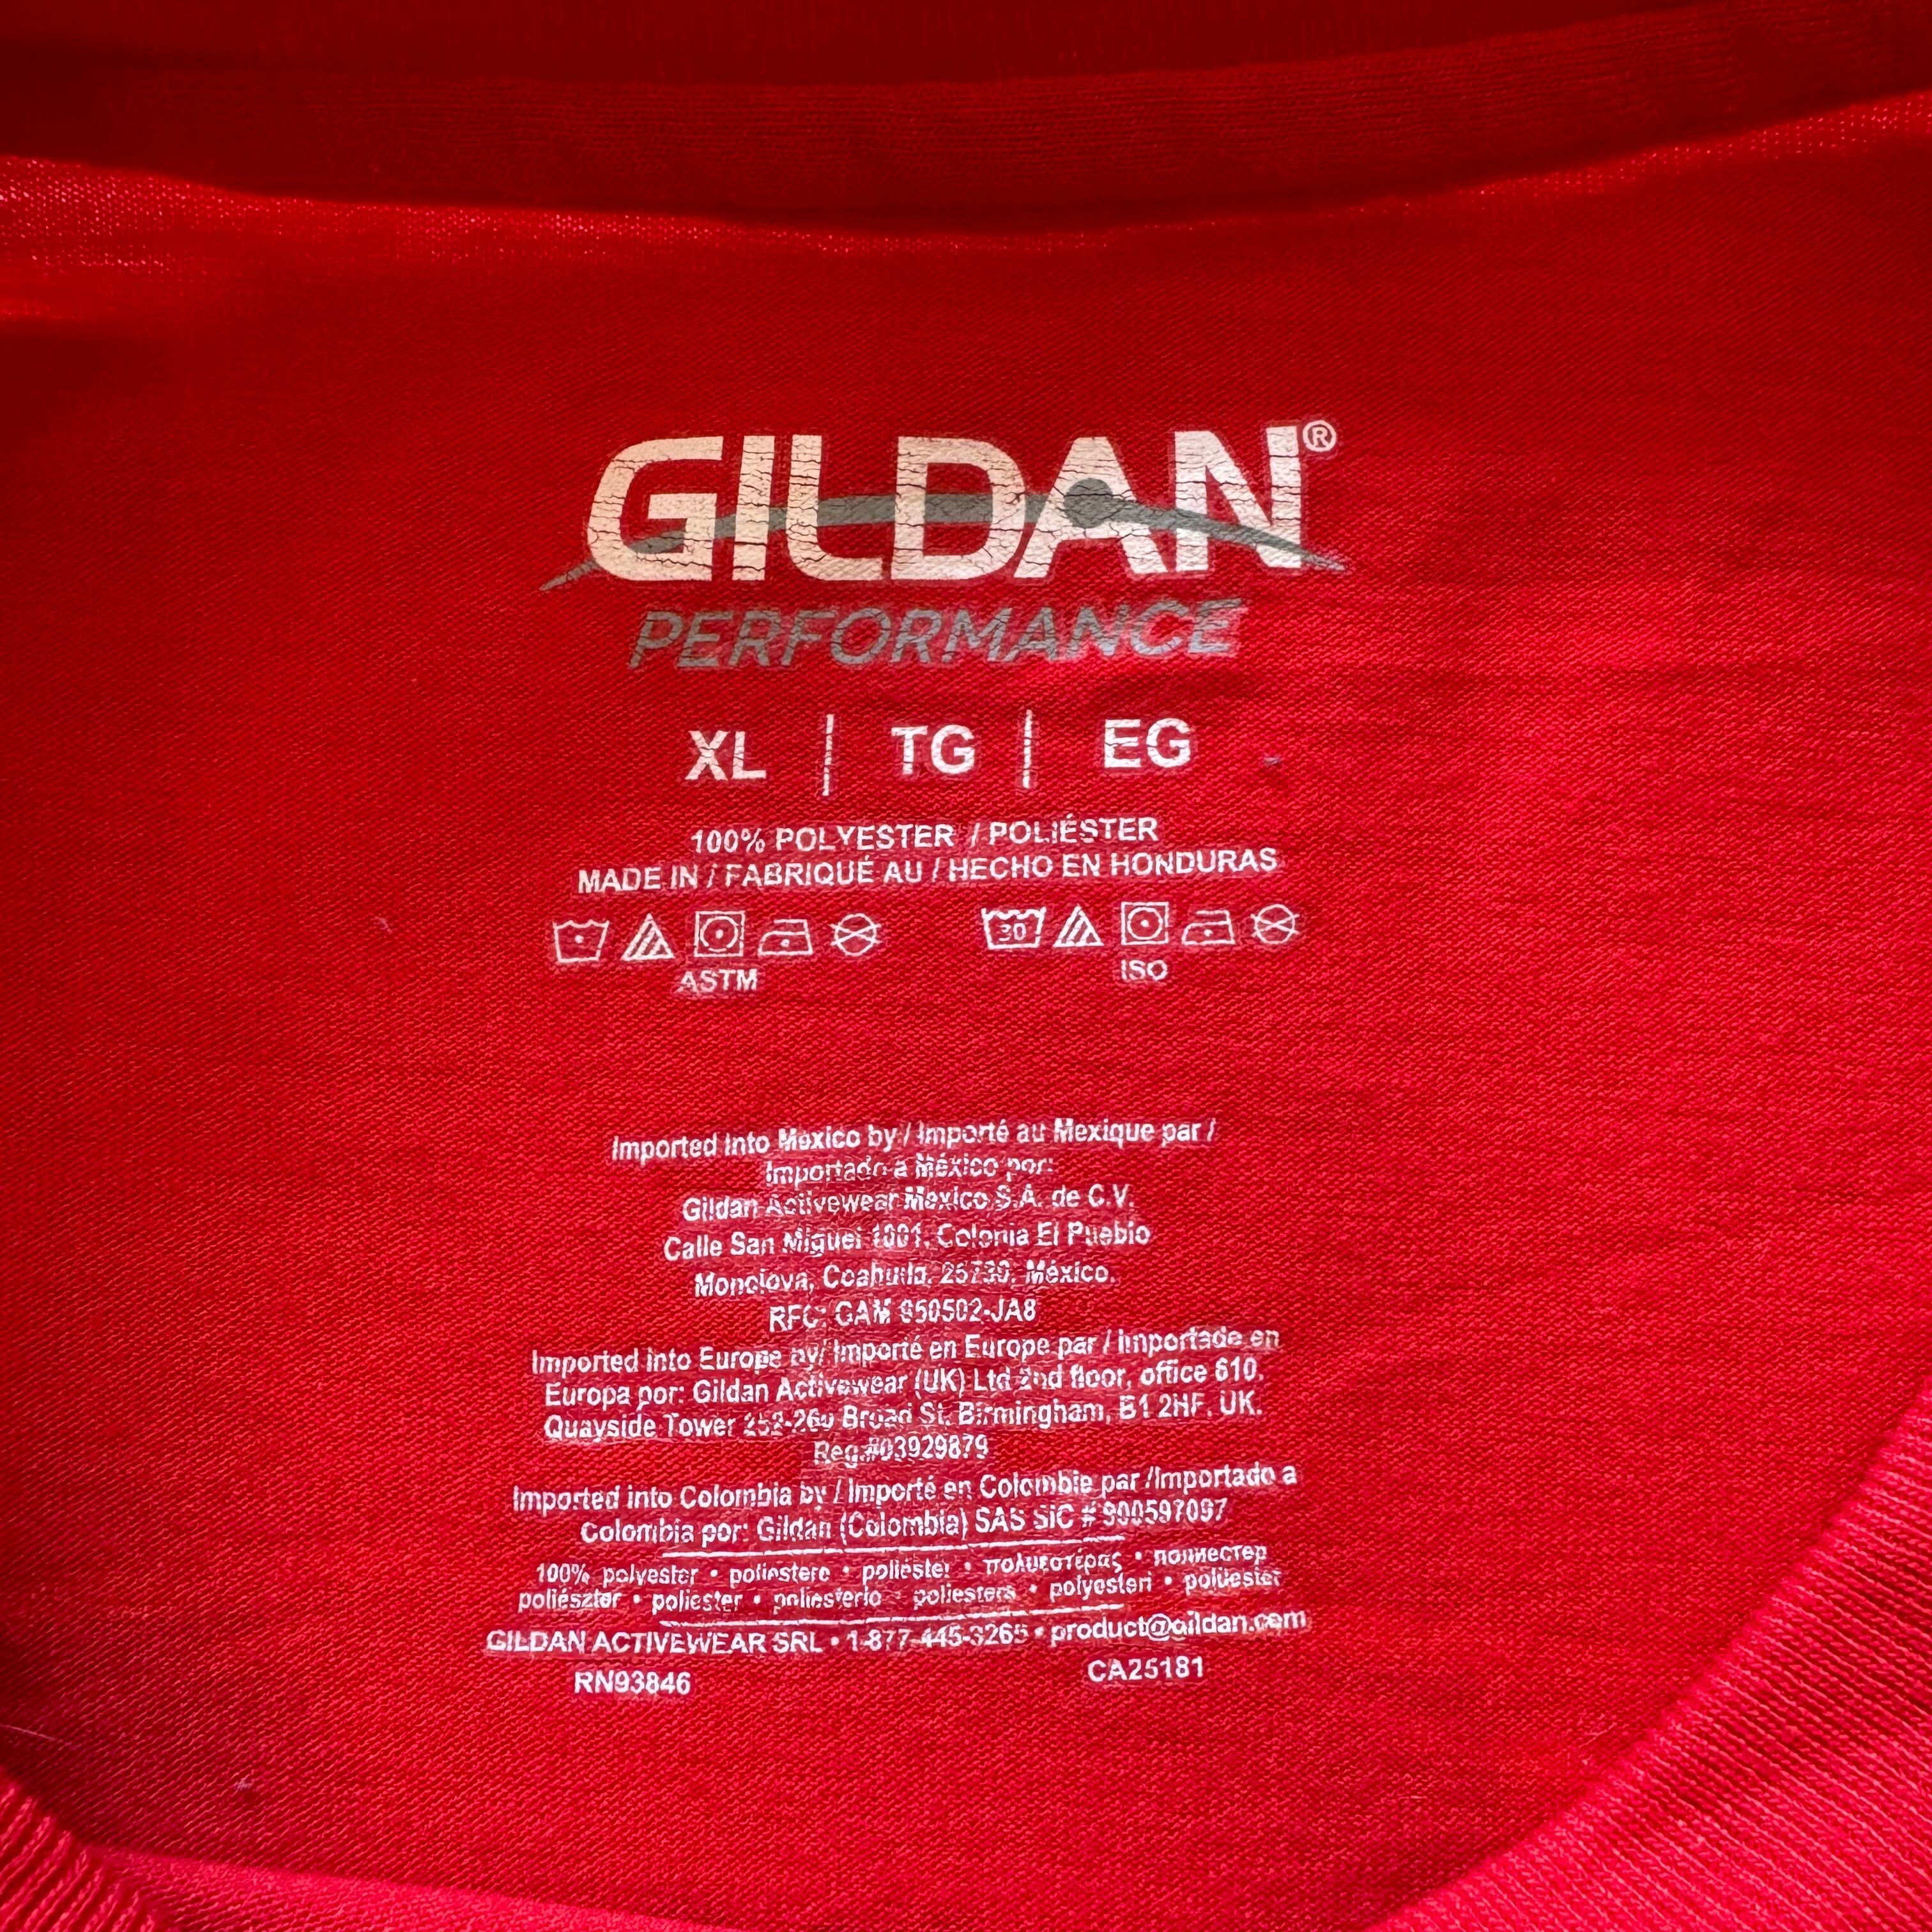 GILDAN®
PERFORMANCE
XL | TG | EG
100% POLYESTER / POLIÉSTER
MADE IN / FABRIQUÉ AU / HECHO EN HONDURAS
30
ASTM ISO
Imported into Mexico by / Importé au Mexique par /
Importado a México por:
Gildan Activewear Mexico S.A. de C.V.
Calle San Miguel 1001, Colonia El Pueblo
Monclova, Coahuila, 25730, México.
RFC: GAM 950502-JA8
Imported into Europe by/ Importé en Europe par / Importade en
Europa por: Gildan Activewear (UK) Ltd 2nd floor, office 610,
Quayside Tower 252-260 Broad St. Birmingham, B1 2HF. UK.
Reg#03929879
Imported into Colombia by / Importé en Colombie par /Importado a
Colombia por: Gildan (Colombia) SAS SIC # 900597097
100% polyester • poliestere • poliéster • πολυεστέρας • полиестер
poliészter • poliester • poliesterio • poliesters • polyesteri • polüester
GILDAN ACTIVEWEAR SRL • 1-877-445-3265 • product@gildan.com
RN93846 CA25181